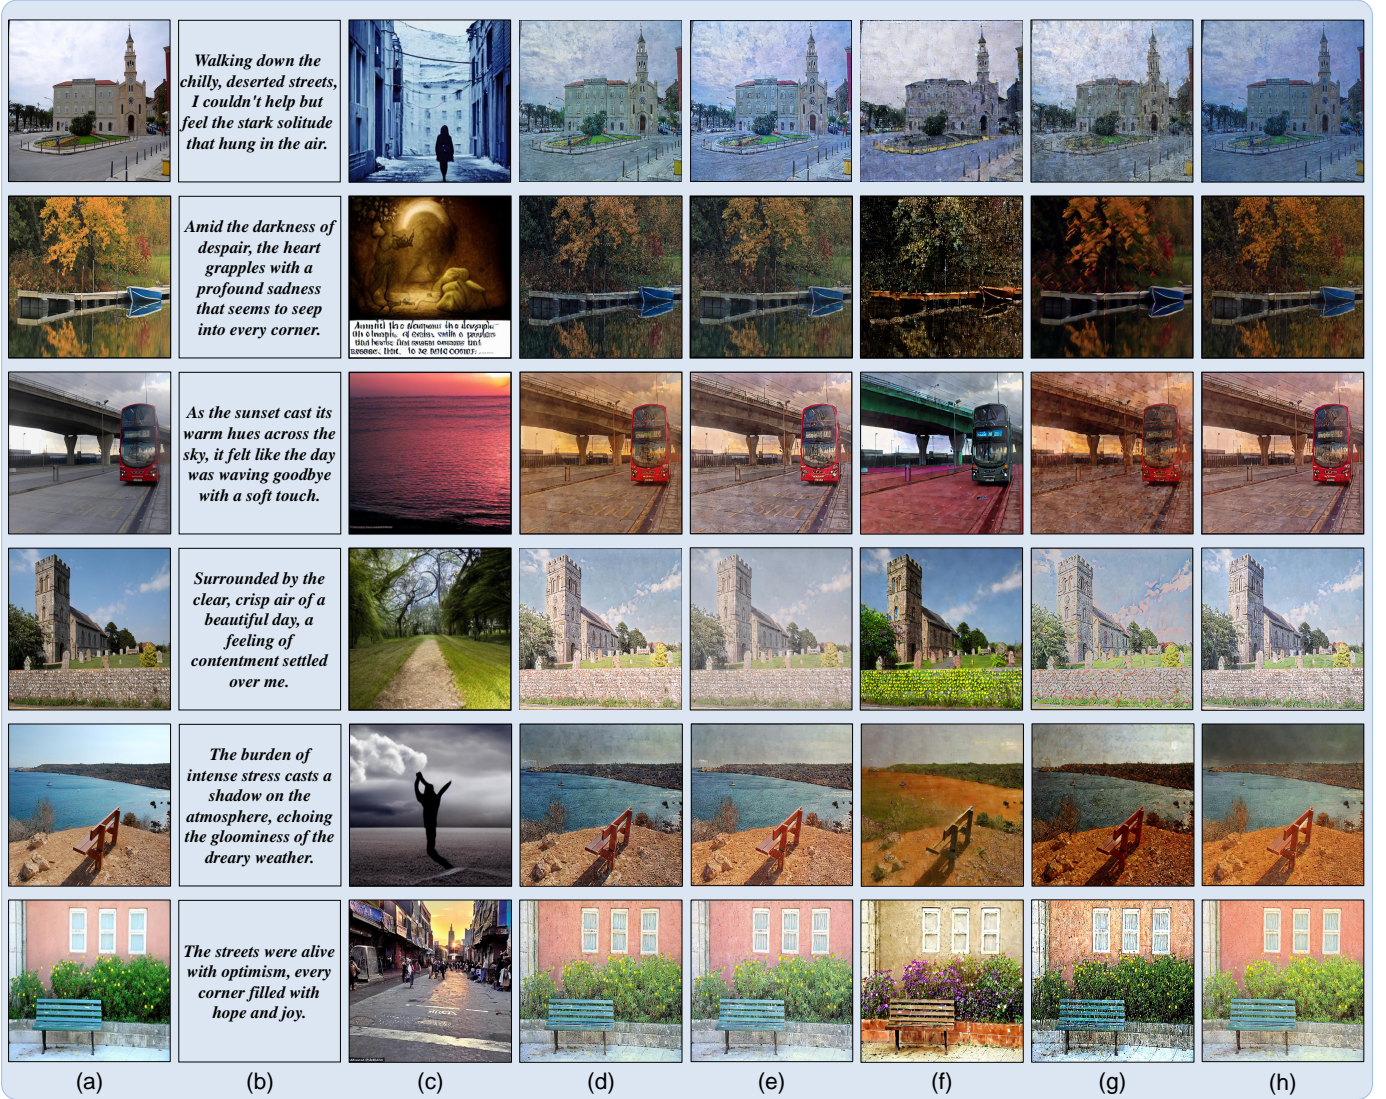 Walking down the
chilly, deserted streets,
I couldn't help but
feel the stark solitude
that hung in the air.
Amid the darkness of
despair, the heart
grapples with a
profound sadness
that seems to seep
into every corner.
As the sunset cast its
warm hues across the
sky, it felt like the day
was waving goodbye
with a soft touch.
Surrounded by the
clear, crisp air of a
beautiful day, a
feeling of
contentment settled
over me.
The burden of
intense stress casts a
shadow on the
atmosphere, echoing
the gloominess of the
dreary weather.
The streets were alive
with optimism, every
corner filled with
hope and joy.
(a) (b) (c) (d) (e) (f) (g) (h)